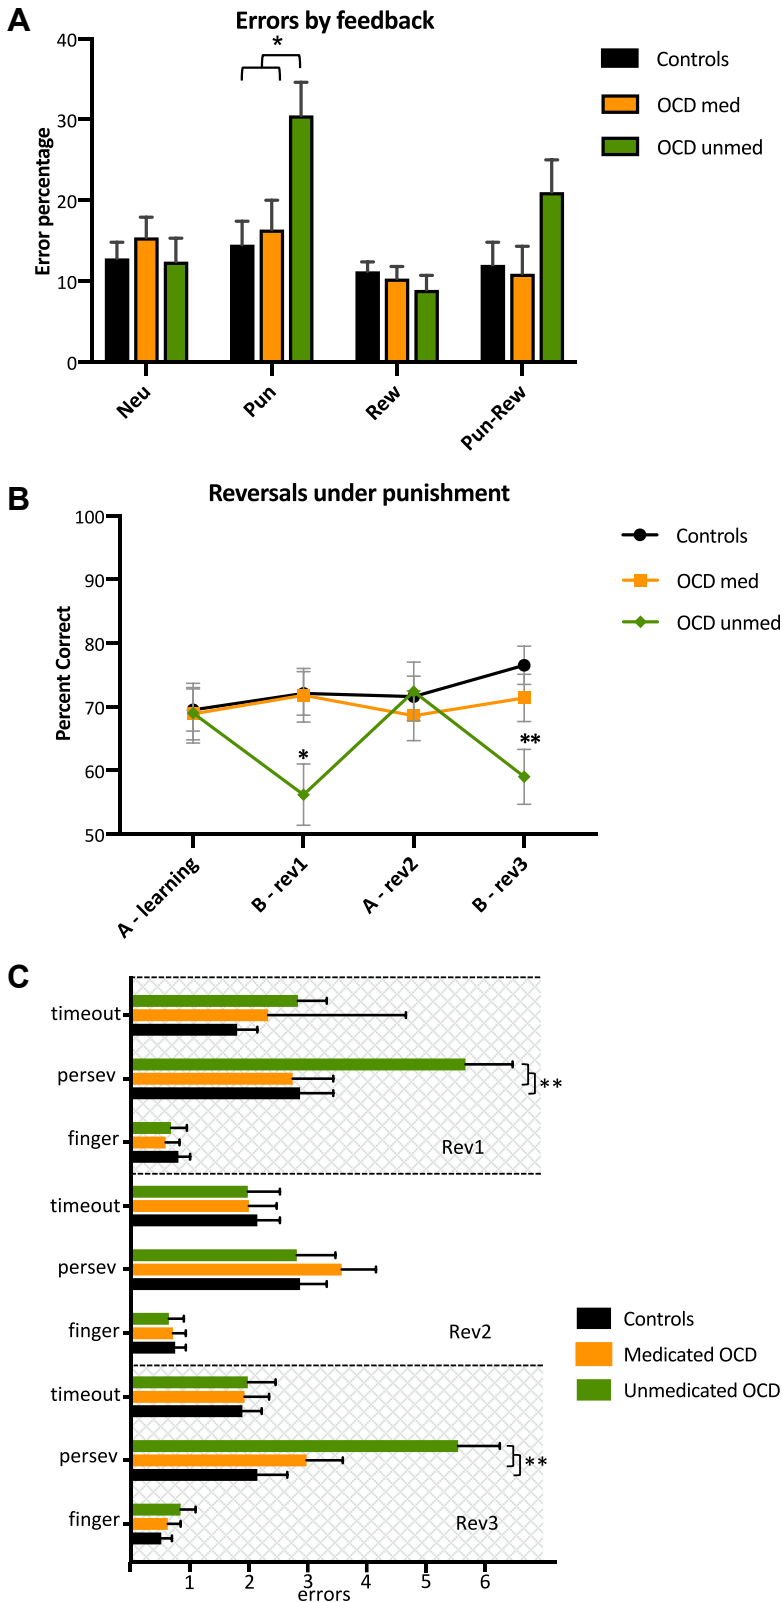 A
Errors by feedback
Error percentage
40
30
20
10
0
*
Neu
Pun
Rew
Pun-Rew
Controls
OCD med
OCD unmed
B
Reversals under punishment
Percent Correct
100
90
80
70
60
50
*
**
A - learning
B - rev1
A - rev2
B - rev3
Controls
OCD med
OCD unmed
C
timeout
persev
**
finger
Rev1
timeout
persev
finger
Rev2
timeout
persev
**
finger
Rev3
1 2 3 4 5 6
errors
Controls
Medicated OCD
Unmedicated OCD